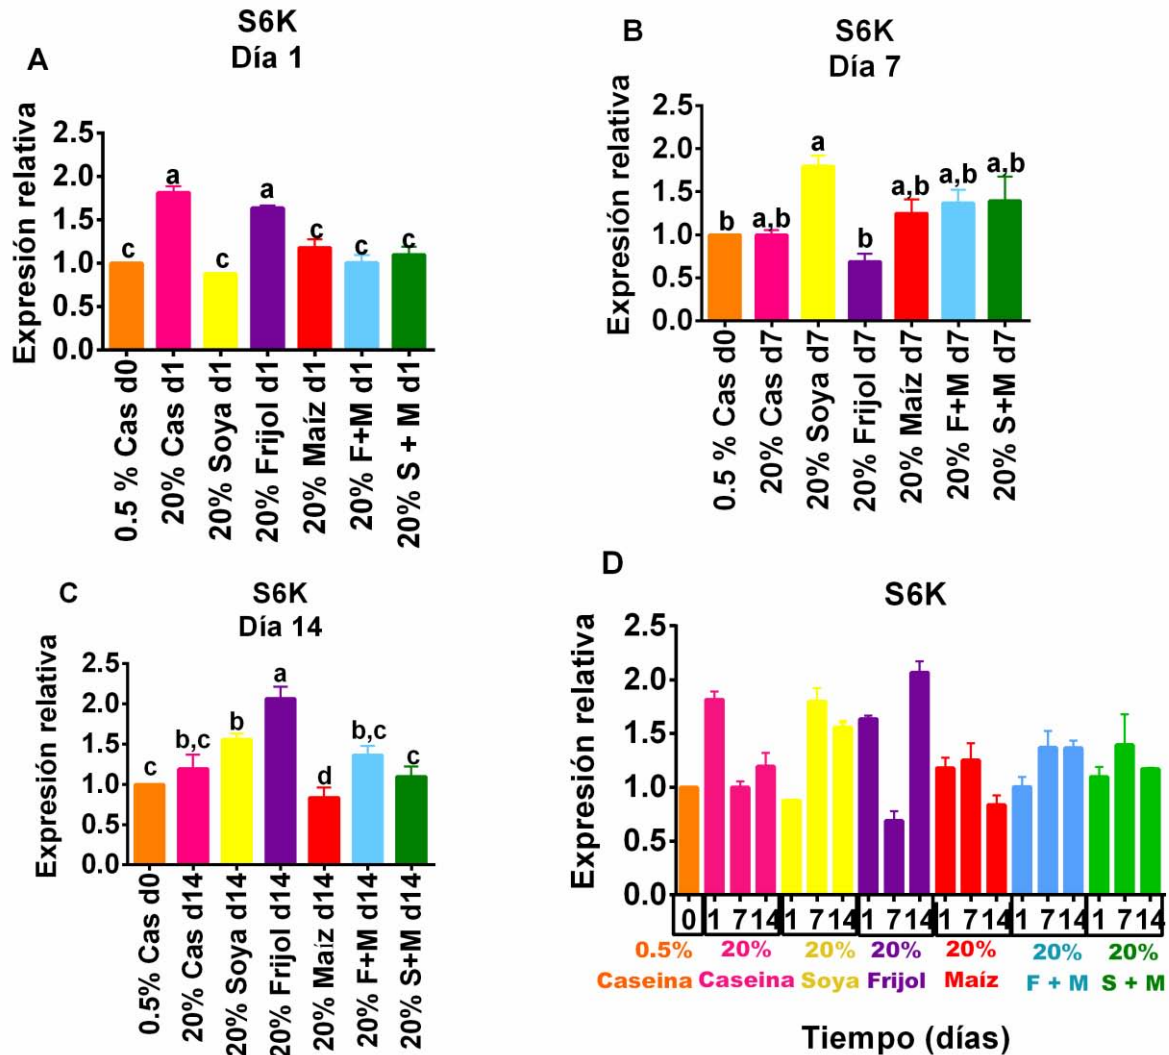 A
S6K
Día 1
Expresión relativa
2.5
2.0
1.5
1.0
0.5
0.0
c
a
c
a
c
c
c
0.5 % Cas d0
20% Cas d1
20% Soya d1
20% Frijol d1
20% Maíz d1
20% F+M d1
20% S + M d1
B
S6K
Día 7
Expresión relativa
2.5
2.0
1.5
1.0
0.5
0.0
b
a,b
a
b
a,b
a,b
a,b
0.5 % Cas d0
20% Cas d7
20% Soya d7
20% Frijol d7
20% Maíz d7
20% F+M d7
20% S+M d7
C
S6K
Día 14
Expresión relativa
2.5
2.0
1.5
1.0
0.5
0.0
c
b,c
b
a
d
b,c
c
0.5% Cas d0
20% Cas d14
20% Soya d14
20% Frijol d14
20% Maíz d14
20% F+M d14
20% S+M d14
D
S6K
Expresión relativa
2.5
2.0
1.5
1.0
0.5
0.0
0 1 7 14 1 7 14 1 7 14 1 7 14 1 7 14 1 7 14
0.5% 20% 20% 20% 20% 20% 20%
Caseina Caseina Soya Frijol Maíz F + M S + M
Tiempo (días)